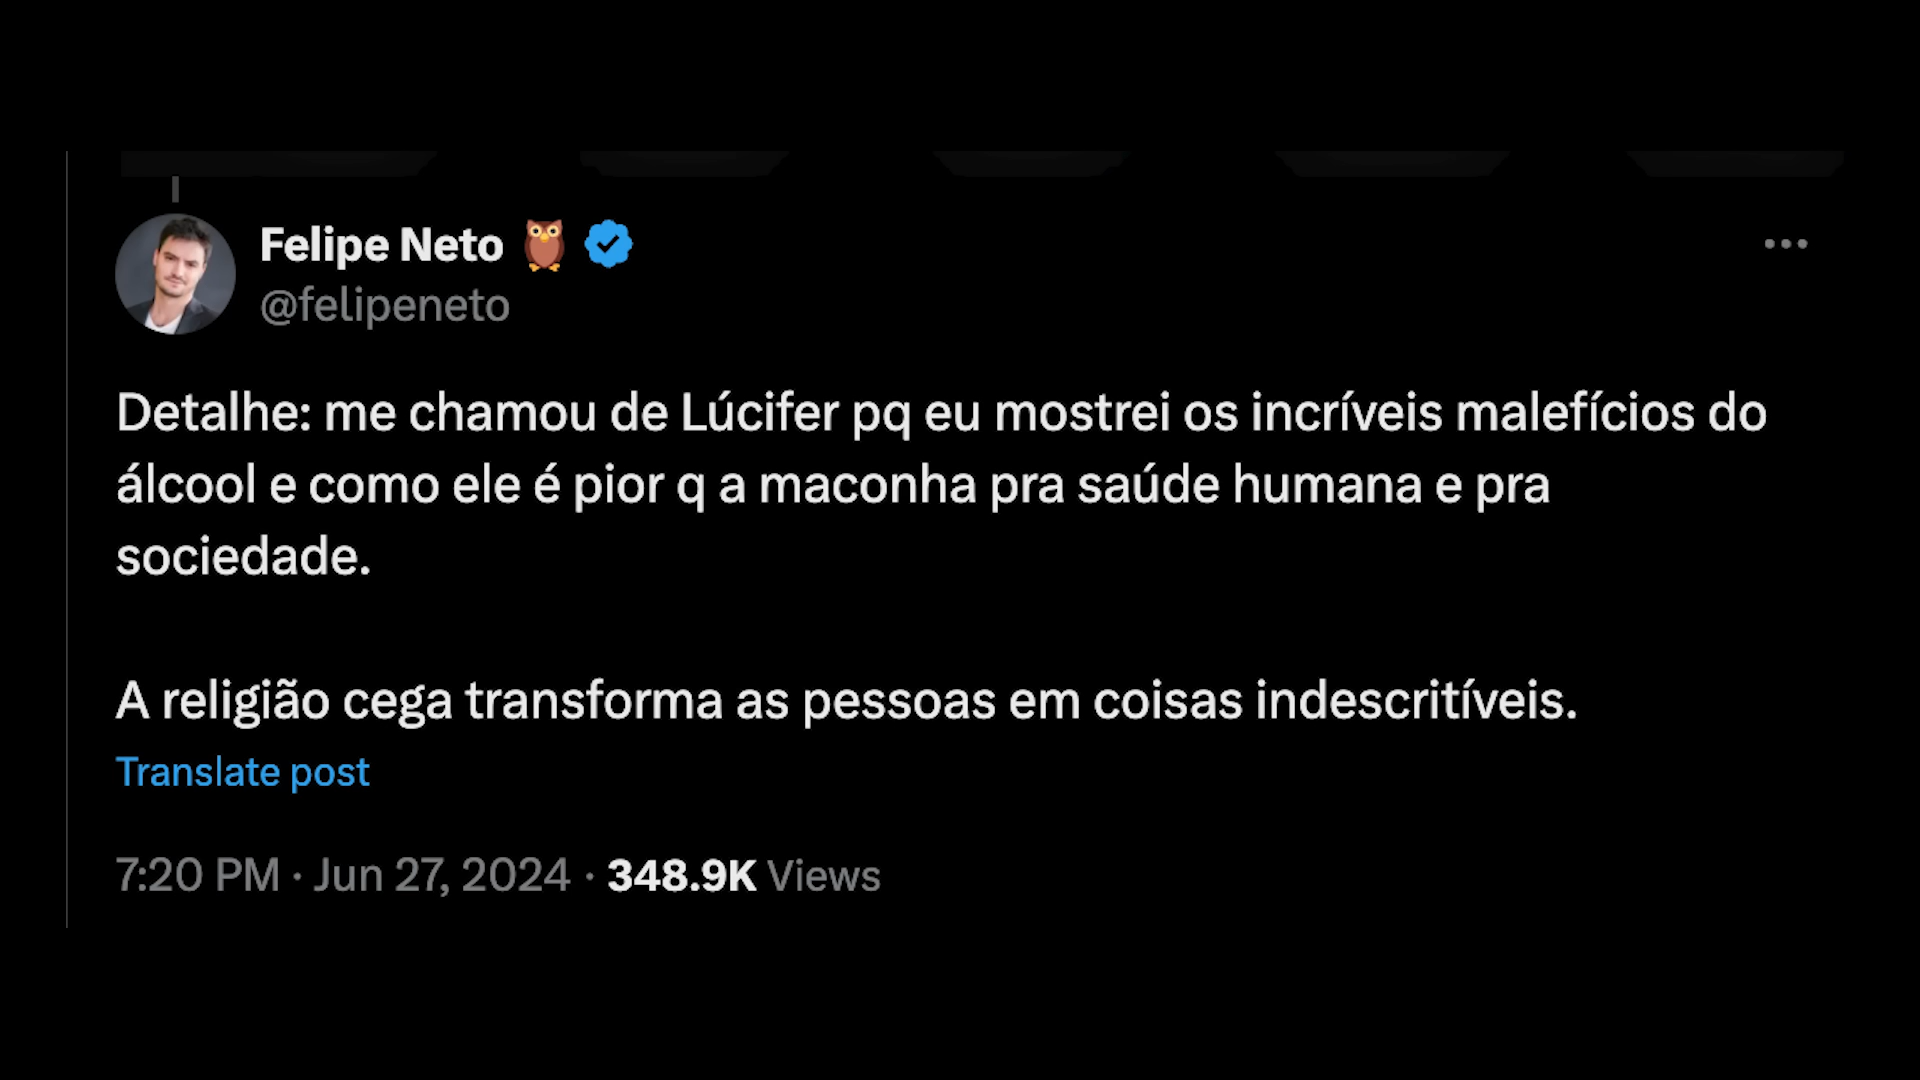 Felipe Neto 🦉
@felipeneto
Detalhe: me chamou de Lúcifer pq eu mostrei os incríveis malefícios do
álcool e como ele é pior q a maconha pra saúde humana e pra
sociedade.
A religião cega transforma as pessoas em coisas indescritíveis.
Translate post
7:20 PM · Jun 27, 2024 · 348.9K Views